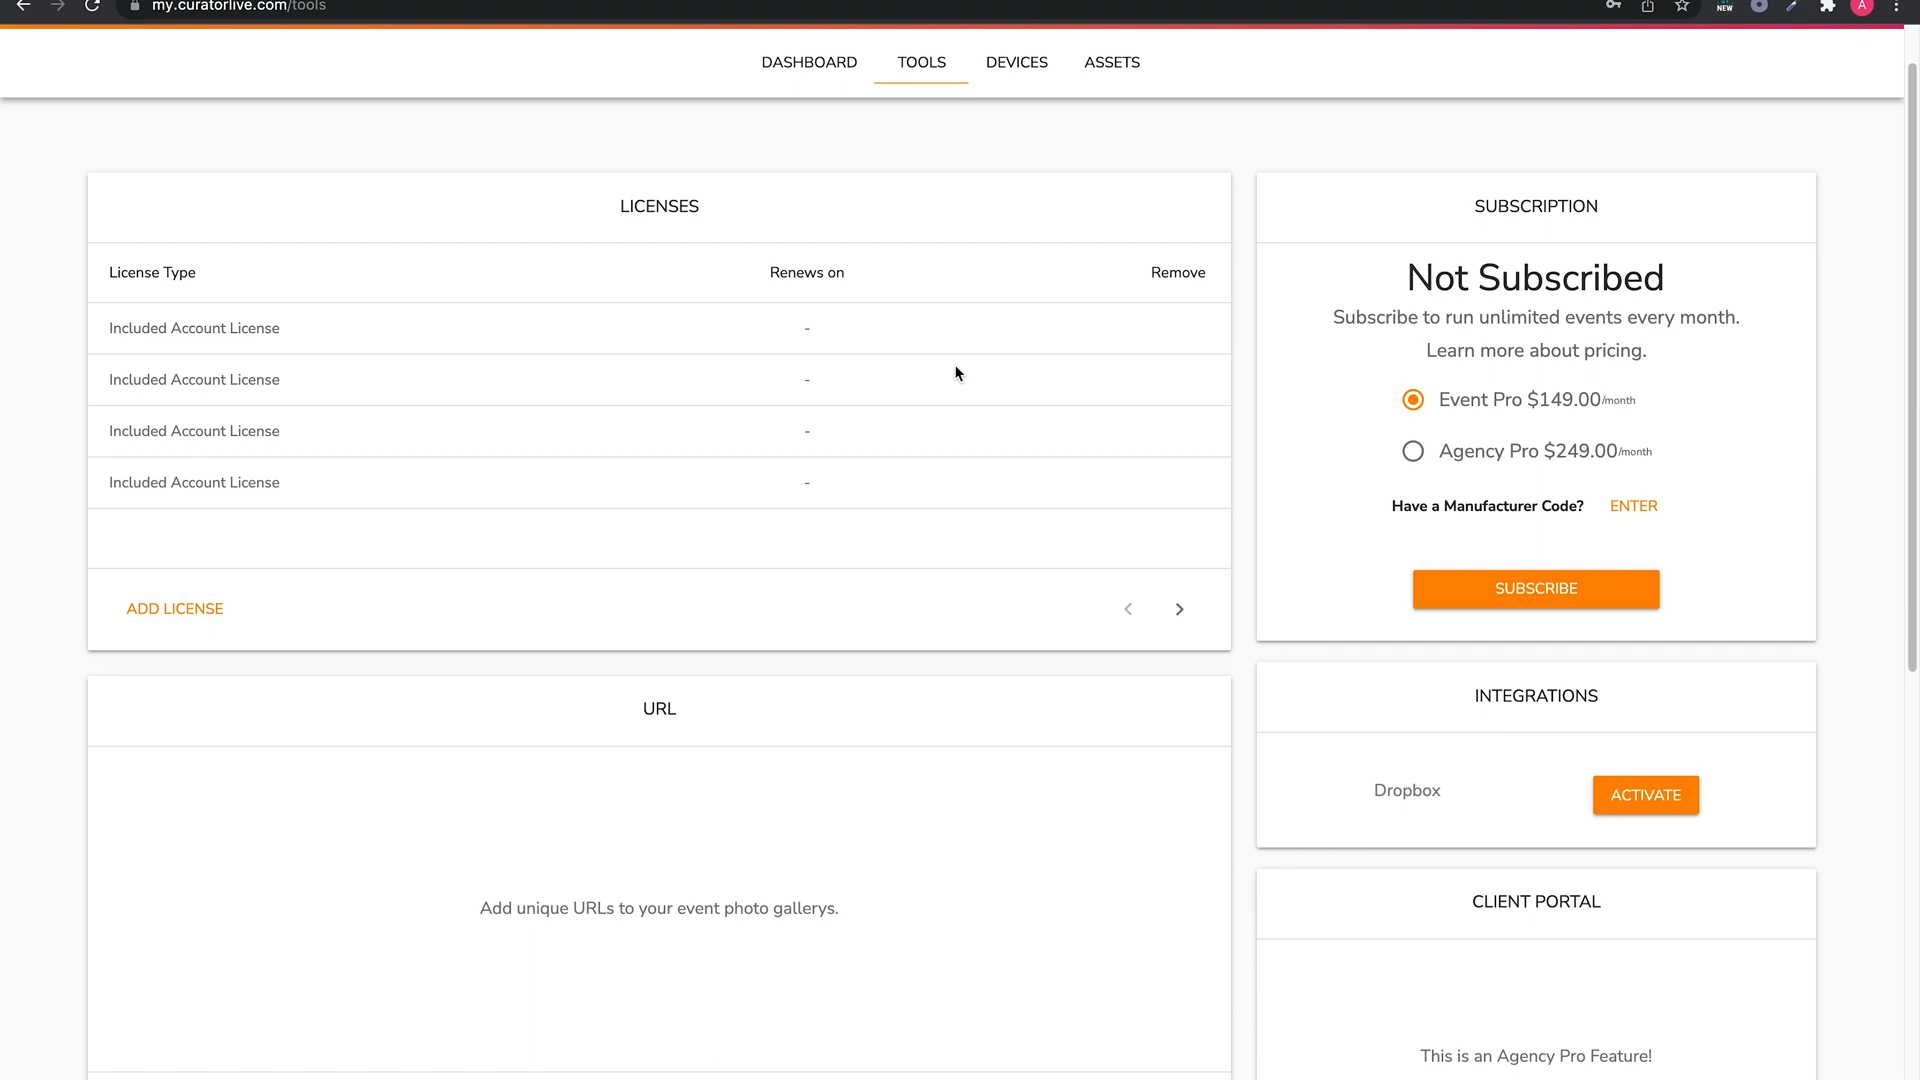 my.curatorlive.com/tools
NEW
A
DASHBOARD
TOOLS
DEVICES
ASSETS
LICENSES
License Type
Renews on
Remove
Included Account License
-
Included Account License
-
Included Account License
-
Included Account License
-
ADD LICENSE
URL
Add unique URLs to your event photo gallerys.
SUBSCRIPTION
Not Subscribed
Subscribe to run unlimited events every month.
Learn more about pricing.
Event Pro $149.00/month
Agency Pro $249.00/month
Have a Manufacturer Code? ENTER
SUBSCRIBE
INTEGRATIONS
Dropbox
ACTIVATE
CLIENT PORTAL
This is an Agency Pro Feature!